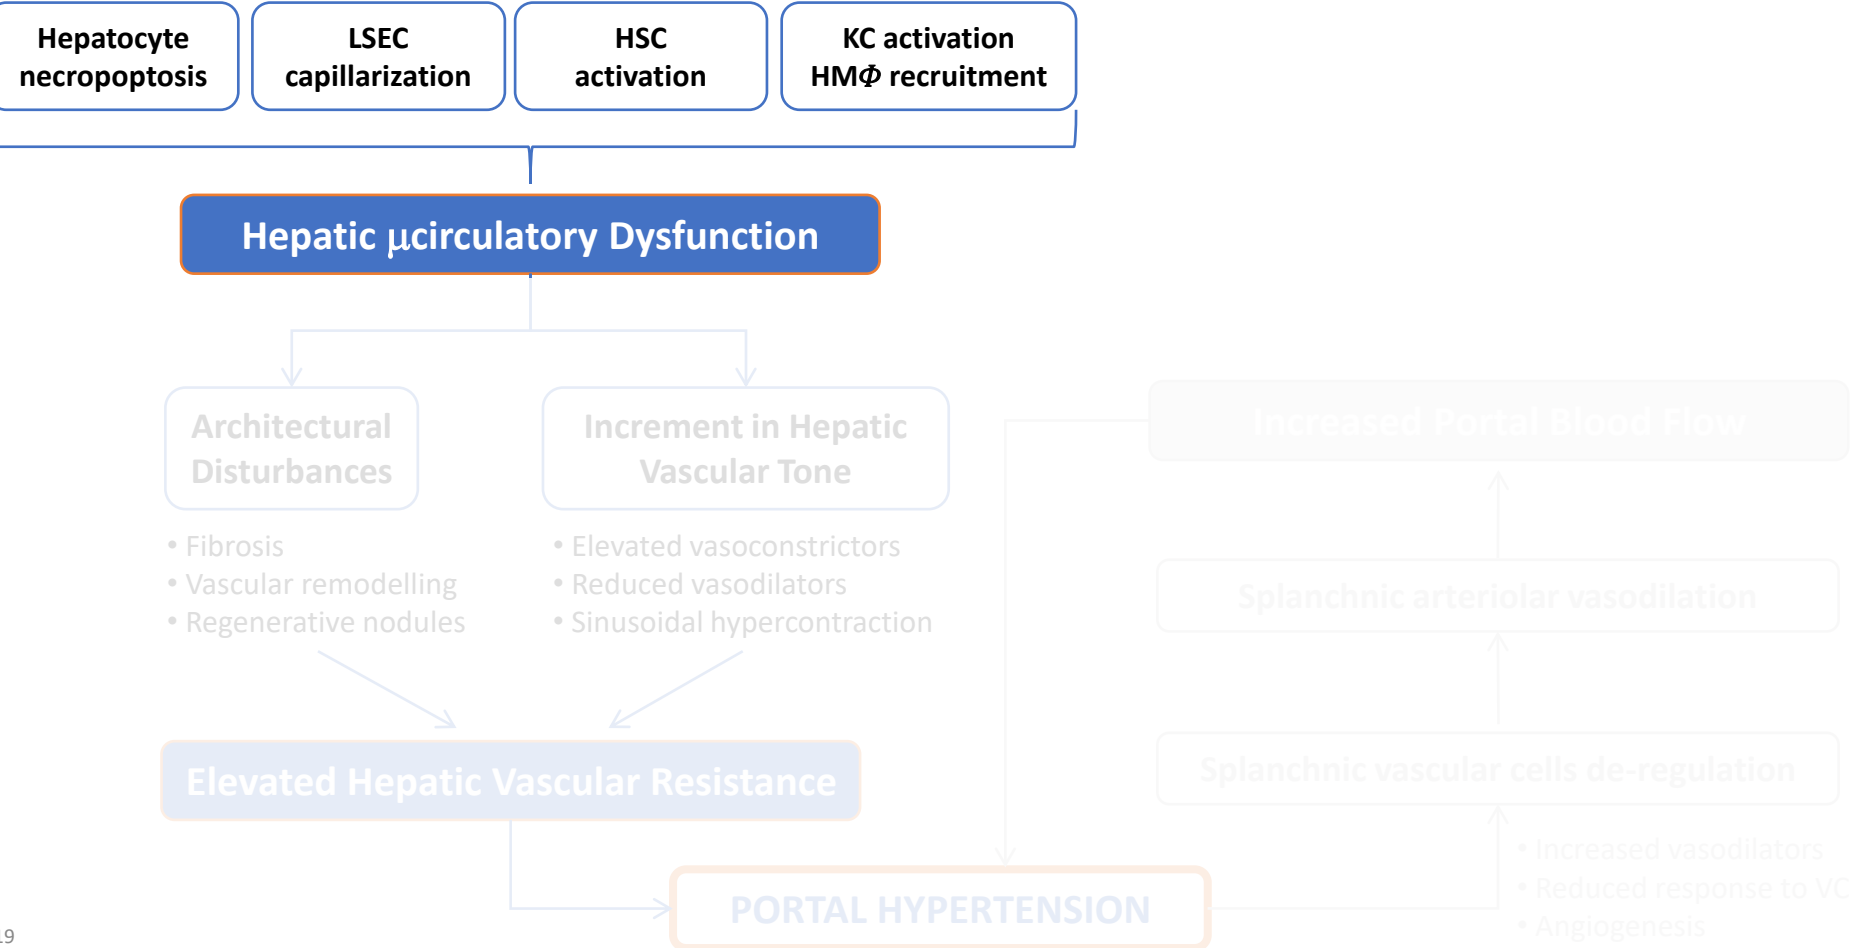 Hepatocyte
necropoptosis
LSEC
capillarization
HSC
activation
KC activation
HMΦ recruitment
Hepatic μcirculatory Dysfunction
Architectural
Disturbances
Increment in Hepatic
Vascular Tone
• Fibrosis
• Vascular remodelling
• Regenerative nodules
• Elevated vasoconstrictors
• Reduced vasodilators
• Sinusoidal hypercontraction
Elevated Hepatic Vascular Resistance
PORTAL HYPERTENSION
Increased Portal Blood Flow
Splanchnic arteriolar vasodilation
Splanchnic vascular cells de-regulation
• Increased vasodilators
• Reduced response to VC
• Angiogenesis
19